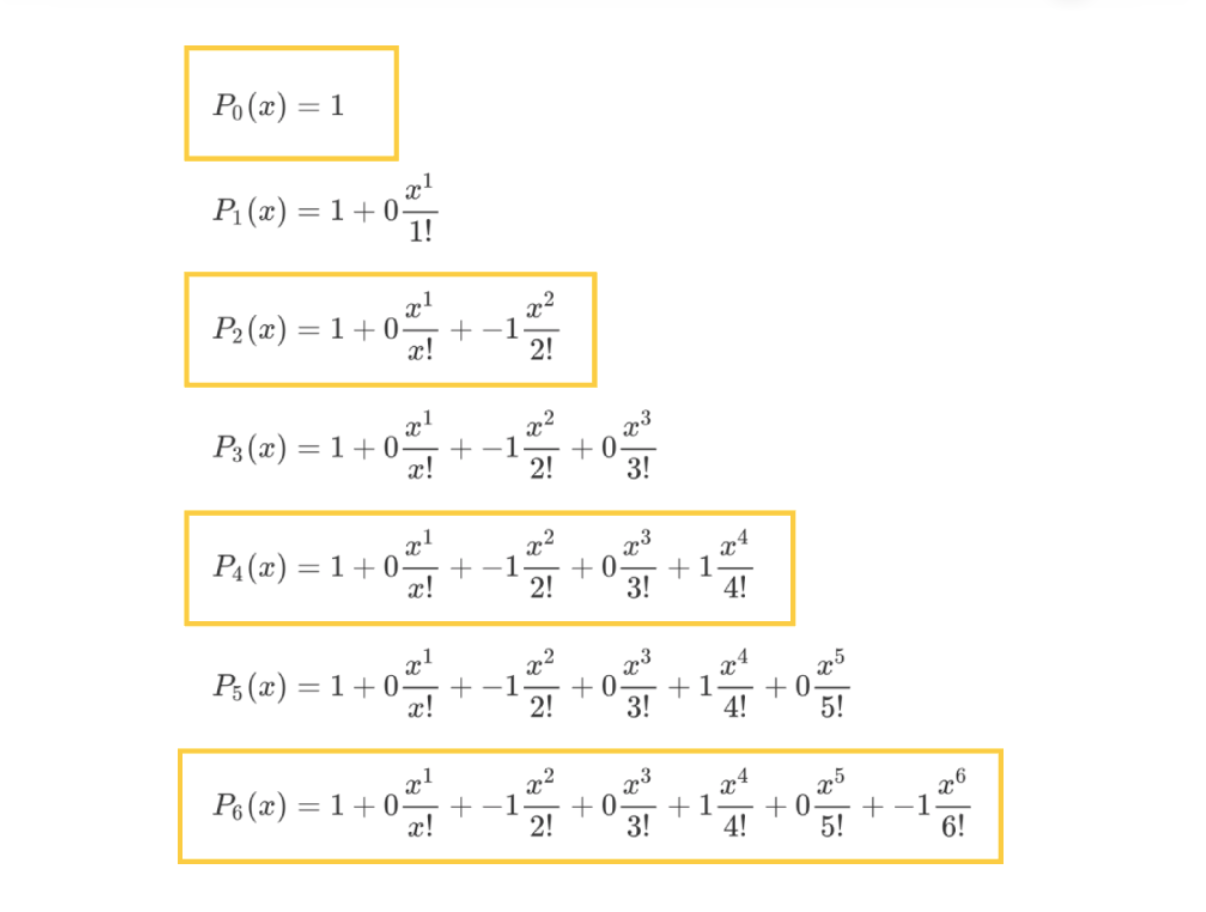 P₀(x) = 1
P₁(x) = 1 + 0 x¹/1!
P₂(x) = 1 + 0 x¹/x! + −1 x²/2!
P₃(x) = 1 + 0 x¹/x! + −1 x²/2! + 0 x³/3!
P₄(x) = 1 + 0 x¹/x! + −1 x²/2! + 0 x³/3! + 1 x⁴/4!
P₅(x) = 1 + 0 x¹/x! + −1 x²/2! + 0 x³/3! + 1 x⁴/4! + 0 x⁵/5!
P₆(x) = 1 + 0 x¹/x! + −1 x²/2! + 0 x³/3! + 1 x⁴/4! + 0 x⁵/5! + −1 x⁶/6!